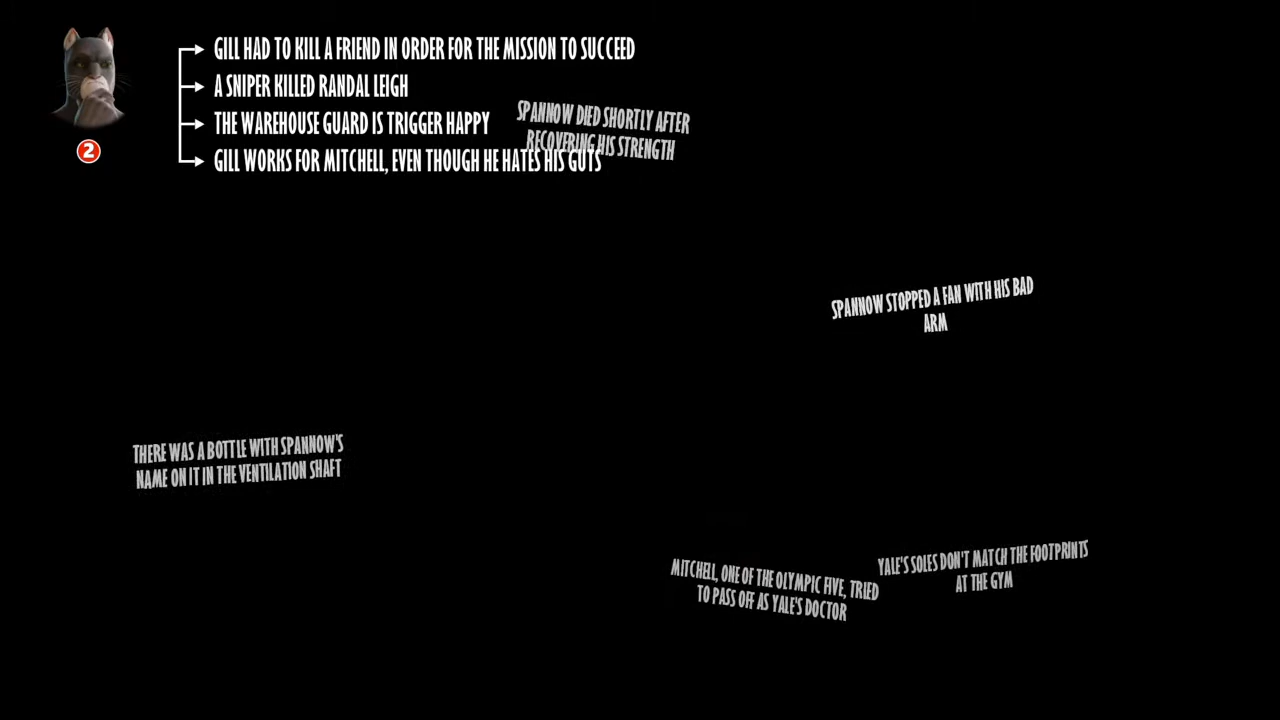 GILL HAD TO KILL A FRIEND IN ORDER FOR THE MISSION TO SUCCEED
A SNIPER KILLED RANDAL LEIGH
THE WAREHOUSE GUARD IS TRIGGER HAPPY
GILL WORKS FOR MITCHELL, EVEN THOUGH HE HATES HIS GUTS
2
SPANNOW DIED SHORTLY AFTER
RECOVERING HIS STRENGTH
SPANNOW STOPPED A FAN WITH HIS BAD
ARM
THERE WAS A BOTTLE WITH SPANNOW'S
NAME ON IT IN THE VENTILATION SHAFT
MITCHELL, ONE OF THE OLYMPIC FIVE, TRIED
TO PASS OFF AS YALE'S DOCTOR
YALE'S SOLES DON'T MATCH THE FOOTPRINTS
AT THE GYM